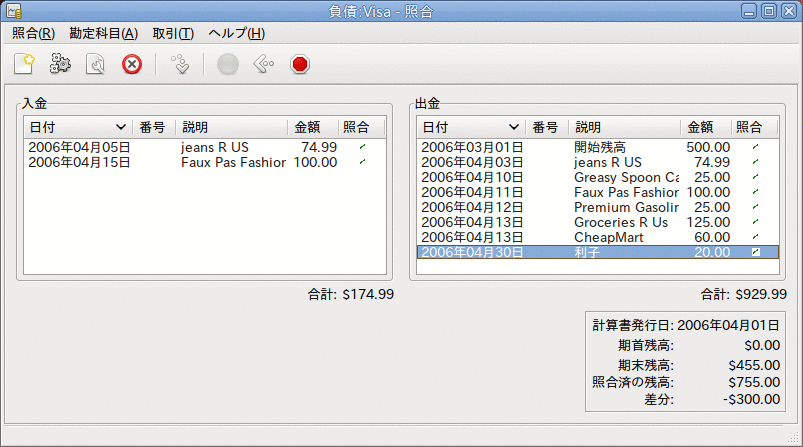 負債:Visa - 照合
照合(R) 勘定科目(A) 取引(T) ヘルプ(H)
入金
日付 番号 説明 金額 照合
2006年04月05日 jeans R US 74.99
2006年04月15日 Faux Pas Fashior 100.00
合計: $174.99
出金
日付 番号 説明 金額 照合
2006年03月01日 開始残高 500.00
2006年04月03日 jeans R US 74.99
2006年04月10日 Greasy Spoon Ca 25.00
2006年04月11日 Faux Pas Fashior 100.00
2006年04月12日 Premium Gasolir 25.00
2006年04月13日 Groceries R Us 125.00
2006年04月13日 CheapMart 60.00
2006年04月30日 利子 20.00
合計: $929.99
計算書発行日: 2006年04月01日
期首残高: $0.00
期末残高: $455.00
照合済の残高: $755.00
差分: -$300.00